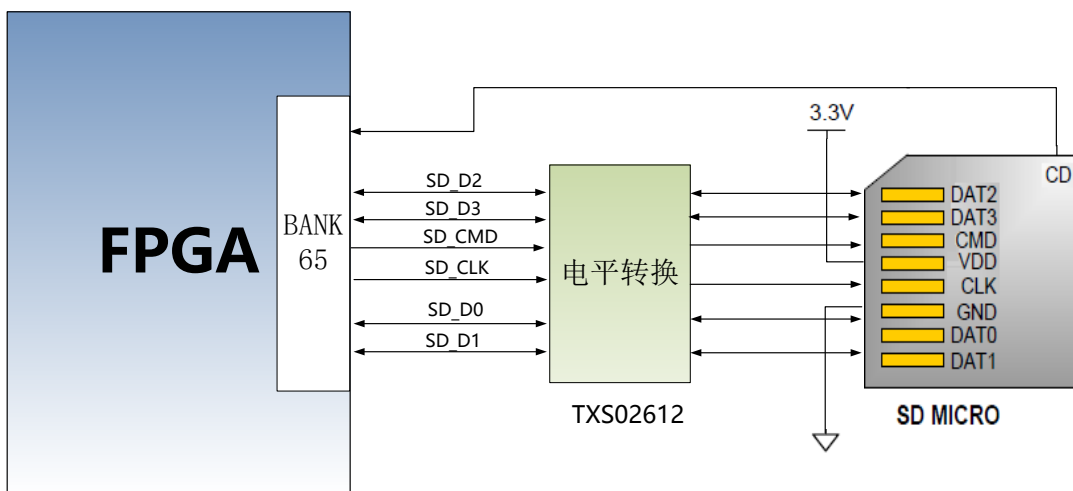 FPGA
BANK
65
SD_D2
SD_D3
SD_CMD
SD_CLK
SD_D0
SD_D1
电平转换
TXS02612
3.3V
CD
DAT2
DAT3
CMD
VDD
CLK
GND
DAT0
DAT1
SD MICRO